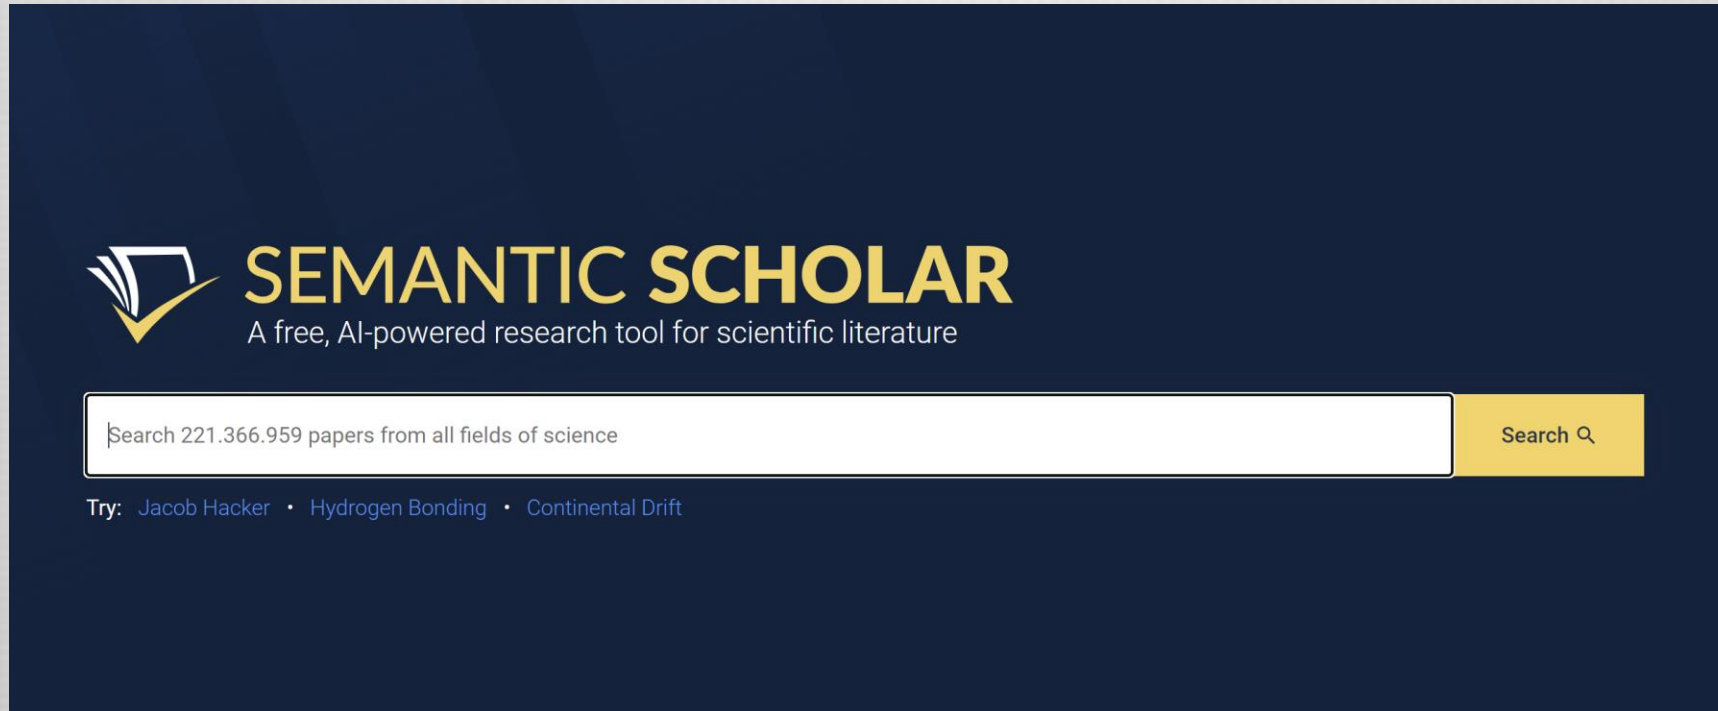 SEMANTIC SCHOLAR
A free, AI-powered research tool for scientific literature
Search 221.366.959 papers from all fields of science
Search
Try: Jacob Hacker • Hydrogen Bonding • Continental Drift